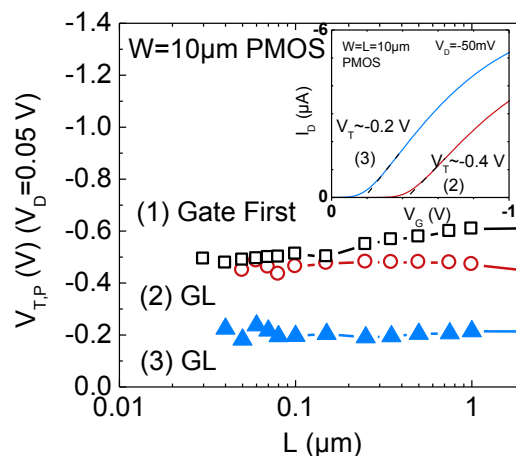 W=10µm PMOS
(1) Gate First
(2) GL
(3) GL
V_T,P (V) (V_D=0.05 V)
-1.4
-1.2
-1.0
-0.8
-0.6
-0.4
-0.2
0.0
0.01
0.1
1
L (µm)
W=L=10µm
PMOS
V_D=-50mV
V_T~-0.2 V
(3)
V_T~-0.4 V
(2)
I_D (µA)
-6
0
0
-1
V_G (V)